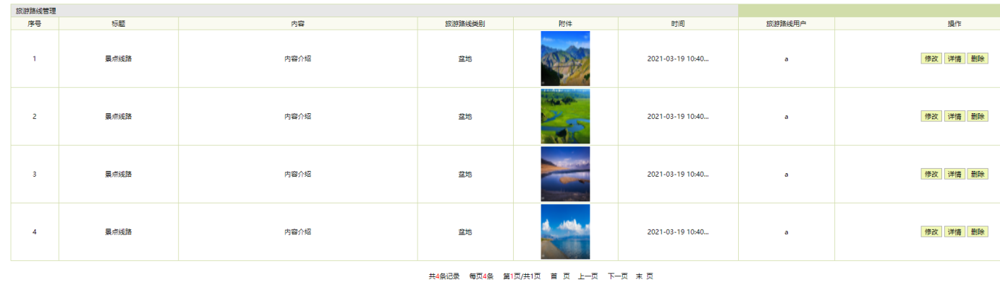 旅游路线管理
序号 标题 内容 旅游路线类别 附件 时间 旅游路线用户 操作
1 景点线路 内容介绍 盆地 2021-03-19 10:40... a 修改 详情 删除
2 景点线路 内容介绍 盆地 2021-03-19 10:40... a 修改 详情 删除
3 景点线路 内容介绍 盆地 2021-03-19 10:40... a 修改 详情 删除
4 景点线路 内容介绍 盆地 2021-03-19 10:40... a 修改 详情 删除
共4条记录 每页4条 第1页/共1页 首 页 上一页 下一页 末 页